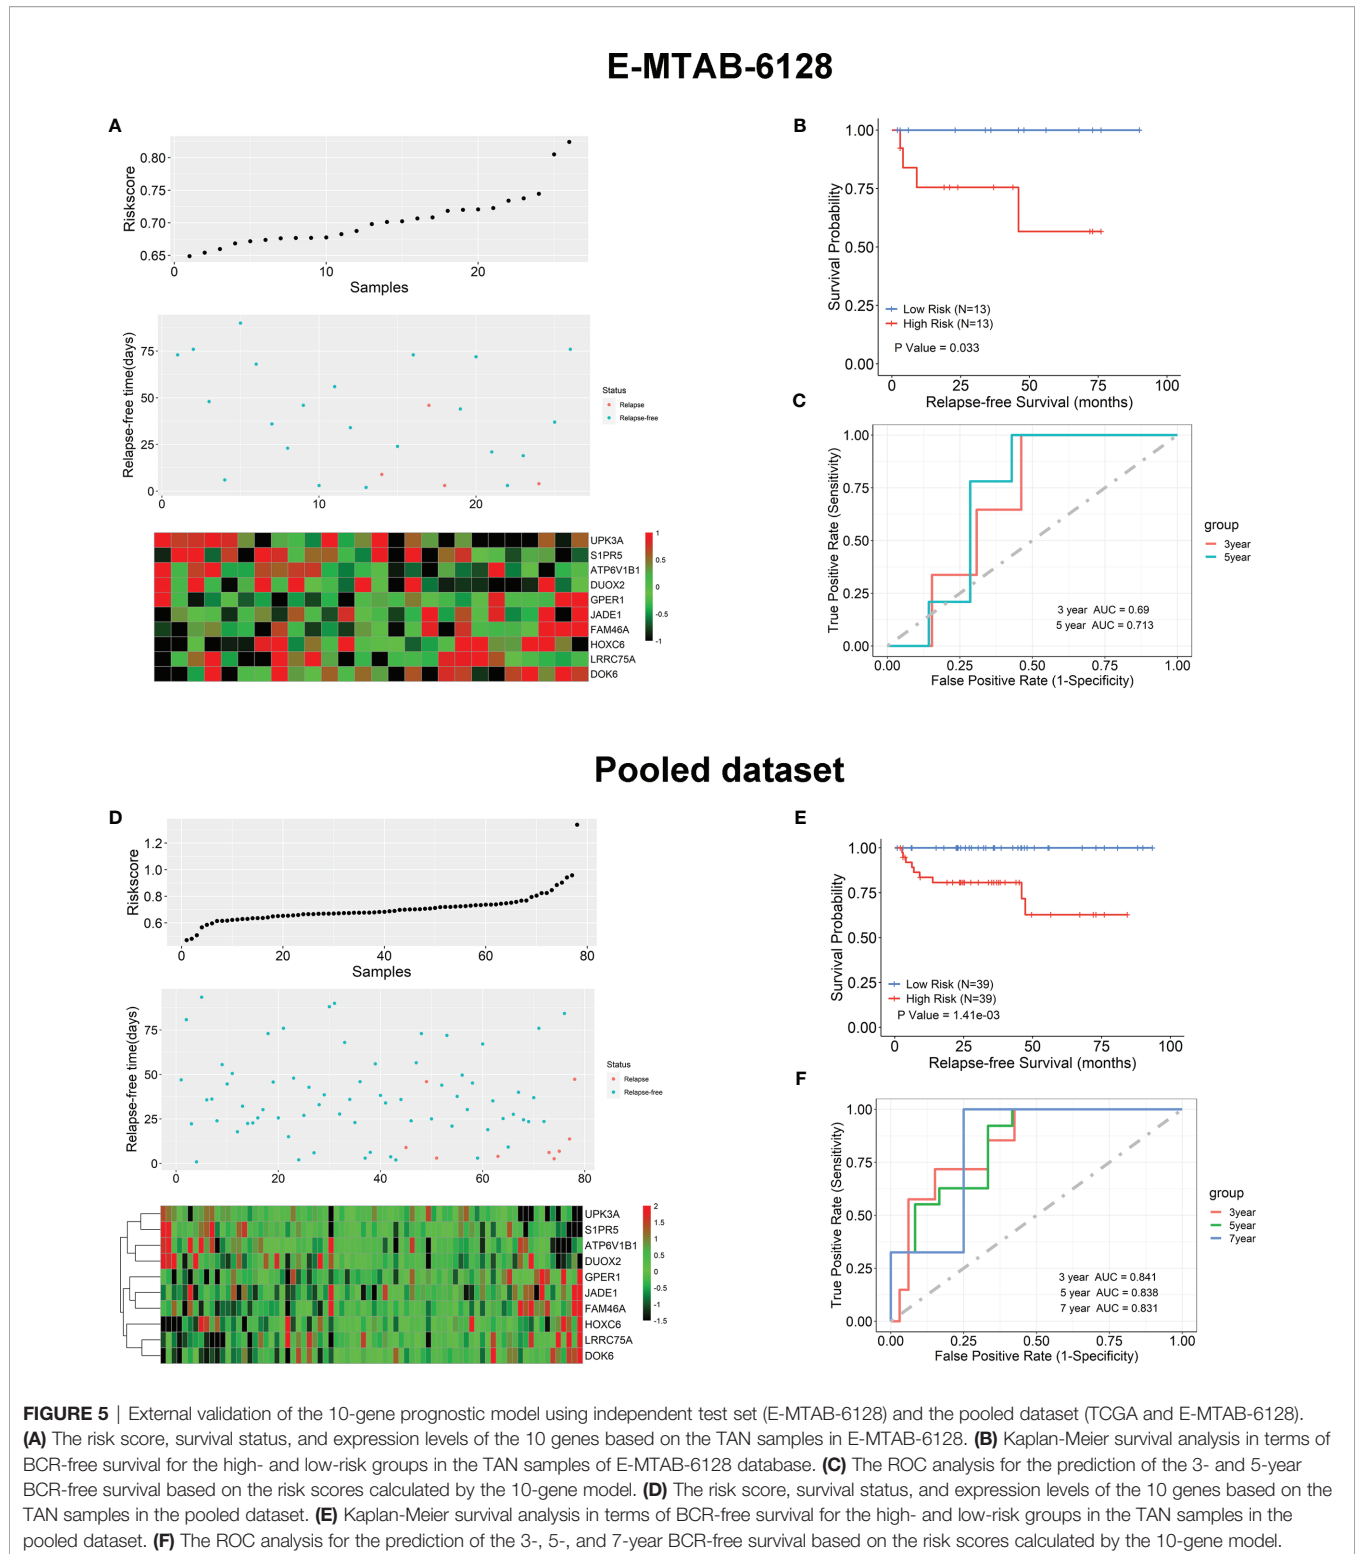 E-MTAB-6128
A
0.80
0.75
0.70
0.65
Riskscore
0
10
20
Samples
75
50
25
0
Relapse-free time(days)
0
10
20
Status
Relapse
Relapse-free
UPK3A
S1PR5
ATP6V1B1
DUOX2
GPER1
JADE1
FAM46A
HOXC6
LRRC75A
DOK6
1
0.5
0
-0.5
-1
B
1.00
0.75
0.50
0.25
0.00
Survival Probability
Low Risk (N=13)
High Risk (N=13)
P Value = 0.033
0
25
50
75
100
Relapse-free Survival (months)
C
1.00
0.75
0.50
0.25
0.00
True Positive Rate (Sensitivity)
3 year AUC = 0.69
5 year AUC = 0.713
0.00
0.25
0.50
0.75
1.00
False Positive Rate (1-Specificity)
group
3year
5year
Pooled dataset
D
1.2
1.0
0.8
0.6
Riskscore
0
20
40
60
80
Samples
75
50
25
0
Relapse-free time(days)
0
20
40
60
80
Status
Relapse
Relapse-free
UPK3A
S1PR5
ATP6V1B1
DUOX2
GPER1
JADE1
FAM46A
HOXC6
LRRC75A
DOK6
2
1.5
1
0.5
0
-0.5
-1
-1.5
E
1.00
0.75
0.50
0.25
0.00
Survival Probability
Low Risk (N=39)
High Risk (N=39)
P Value = 1.41e-03
0
25
50
75
100
Relapse-free Survival (months)
F
1.00
0.75
0.50
0.25
0.00
True Positive Rate (Sensitivity)
3 year AUC = 0.841
5 year AUC = 0.838
7 year AUC = 0.831
0.00
0.25
0.50
0.75
1.00
False Positive Rate (1-Specificity)
group
3year
5year
7year
FIGURE 5 | External validation of the 10-gene prognostic model using independent test set (E-MTAB-6128) and the pooled dataset (TCGA and E-MTAB-6128).
(A) The risk score, survival status, and expression levels of the 10 genes based on the TAN samples in E-MTAB-6128. (B) Kaplan-Meier survival analysis in terms of
BCR-free survival for the high- and low-risk groups in the TAN samples of E-MTAB-6128 database. (C) The ROC analysis for the prediction of the 3- and 5-year
BCR-free survival based on the risk scores calculated by the 10-gene model. (D) The risk score, survival status, and expression levels of the 10 genes based on the
TAN samples in the pooled dataset. (E) Kaplan-Meier survival analysis in terms of BCR-free survival for the high- and low-risk groups in the TAN samples in the
pooled dataset. (F) The ROC analysis for the prediction of the 3-, 5-, and 7-year BCR-free survival based on the risk scores calculated by the 10-gene model.